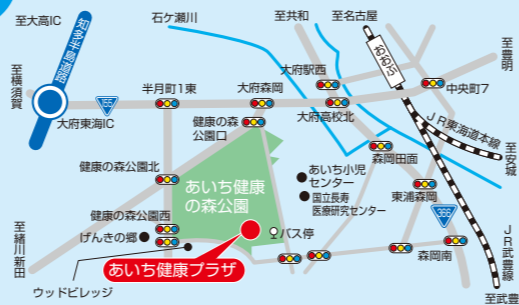 至大高IC
石ケ瀬川
至共和
至名古屋
至豊明
知多半島道路
おおぶ
至横須賀
大府駅西
中央町7
155
半月町1東
大府森岡
大府高校北
大府東海IC
健康の森
公園口
JR東海道本線
至安城
健康の森公園北
森岡田面
あいち小児
センター
あいち健康
の森公園
国立長寿
医療研究センター
東浦森岡
366
健康の森公園西
げんきの郷
バス停
至緒川新田
あいち健康プラザ
森岡南
JR武豊線
ウッドビレッジ
至武豊